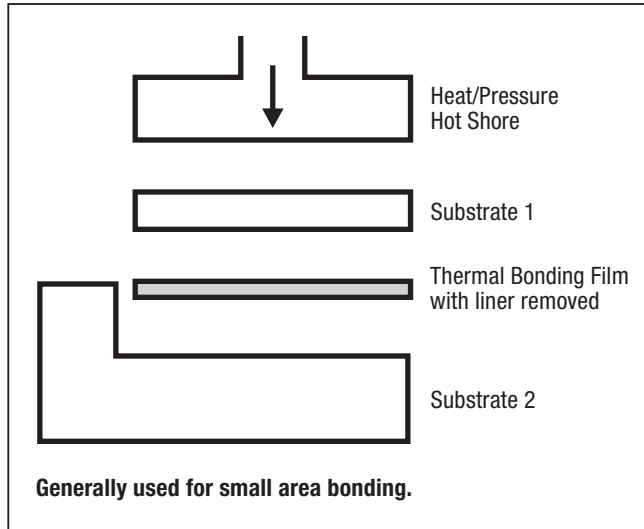 Heat/Pressure
Hot Shore
Substrate 1
Thermal Bonding Film
with liner removed
Substrate 2
Generally used for small area bonding.